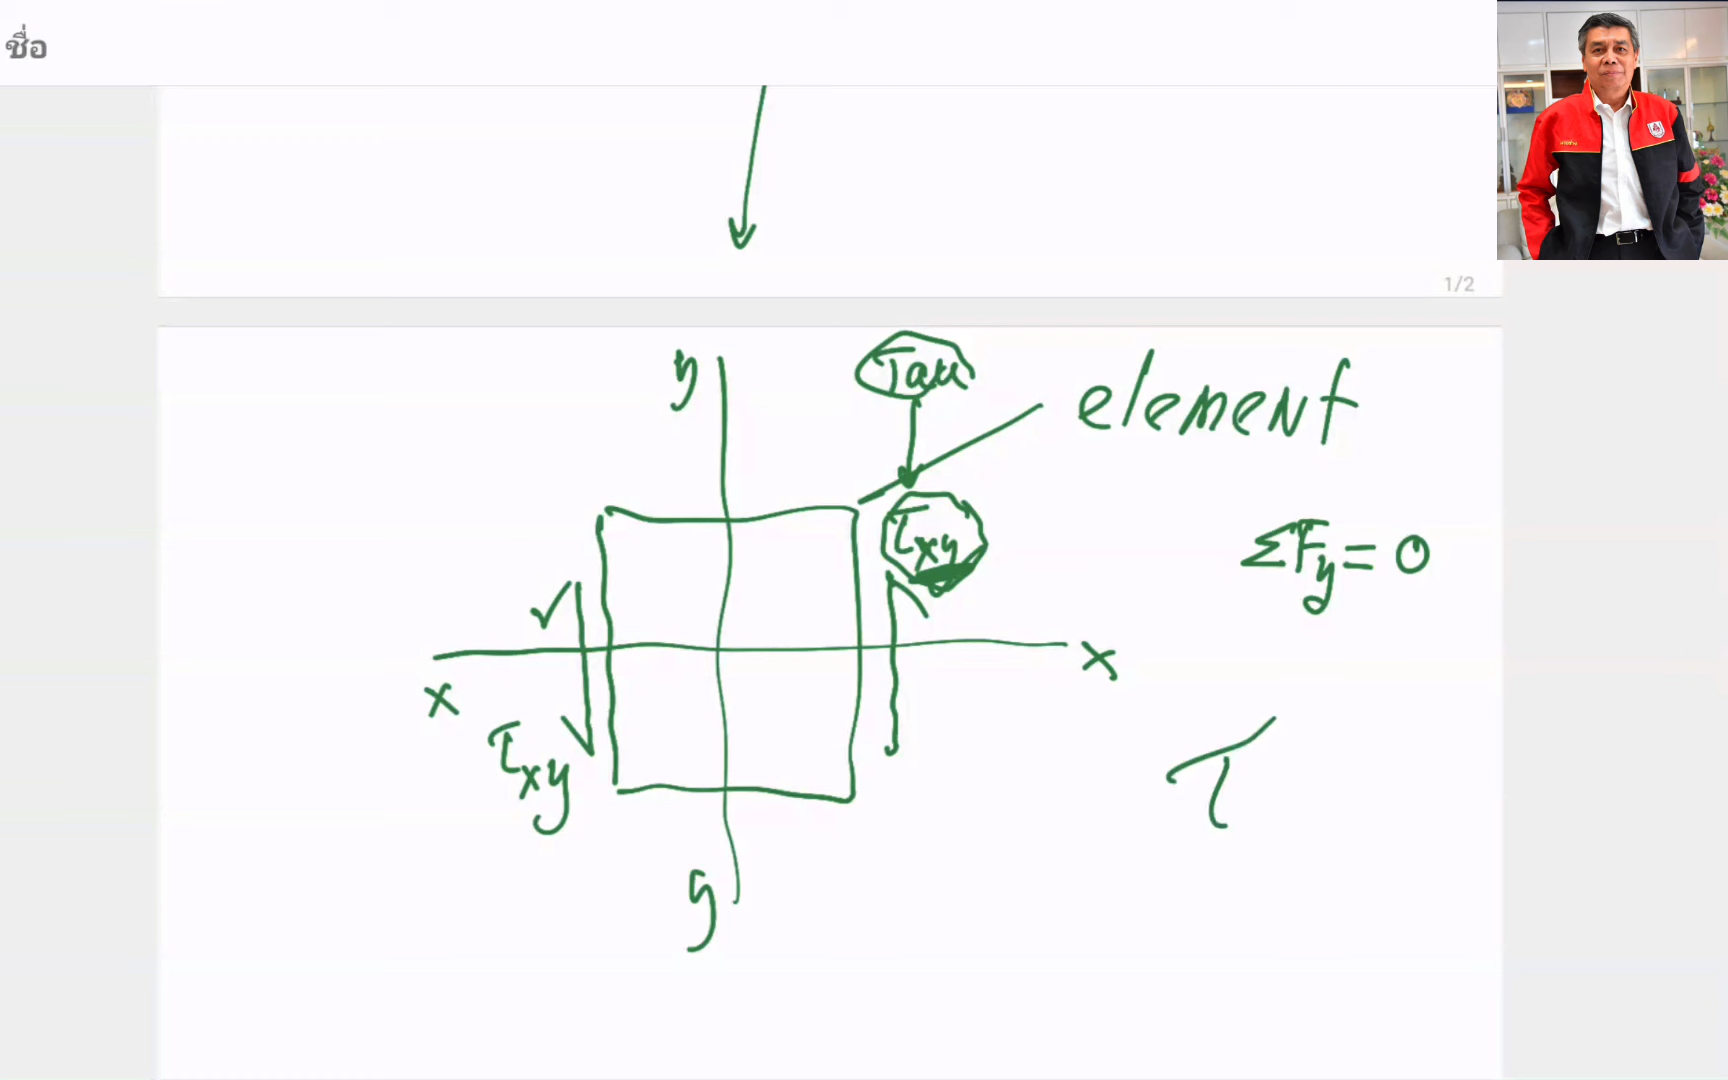 ชื่อ
1/2
y
Tau
element
τxy
ΣFy = 0
x
x
τxy
τ
y